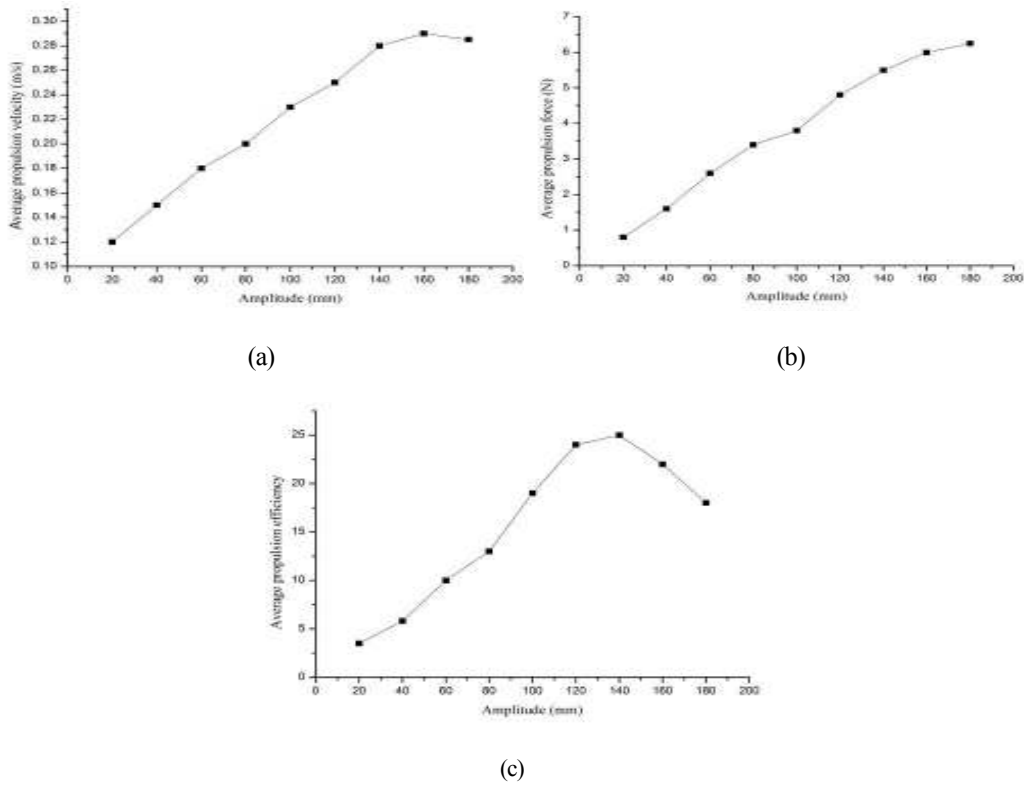 Average propulsion velocity (m/s)
0.30
0.28
0.26
0.24
0.22
0.20
0.18
0.16
0.14
0.12
0.10
0 20 40 60 80 100 120 140 160 180 200
Amplitude (mm)
(a)
Average propulsion force (N)
7
6
5
4
3
2
1
0
0 20 40 60 80 100 120 140 160 180 200
Amplitude (mm)
(b)
Average propulsion efficiency
25
20
15
10
5
0
0 20 40 60 80 100 120 140 160 180 200
Amplitude (mm)
(c)